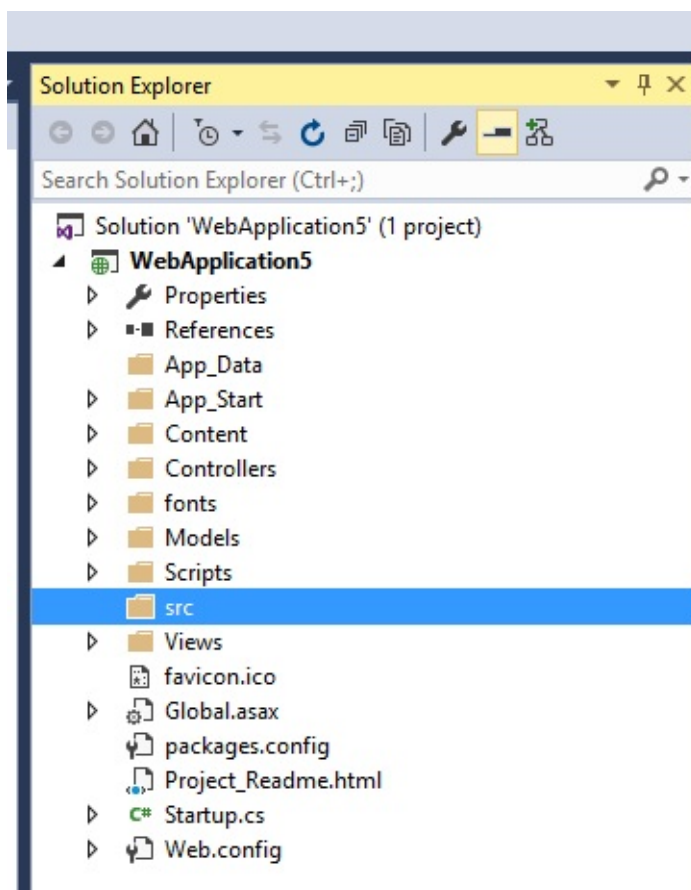 Solution Explorer
Search Solution Explorer (Ctrl+;)
Solution 'WebApplication5' (1 project)
WebApplication5
Properties
References
App_Data
App_Start
Content
Controllers
fonts
Models
Scripts
src
Views
favicon.ico
Global.asax
packages.config
Project_Readme.html
C# Startup.cs
Web.config